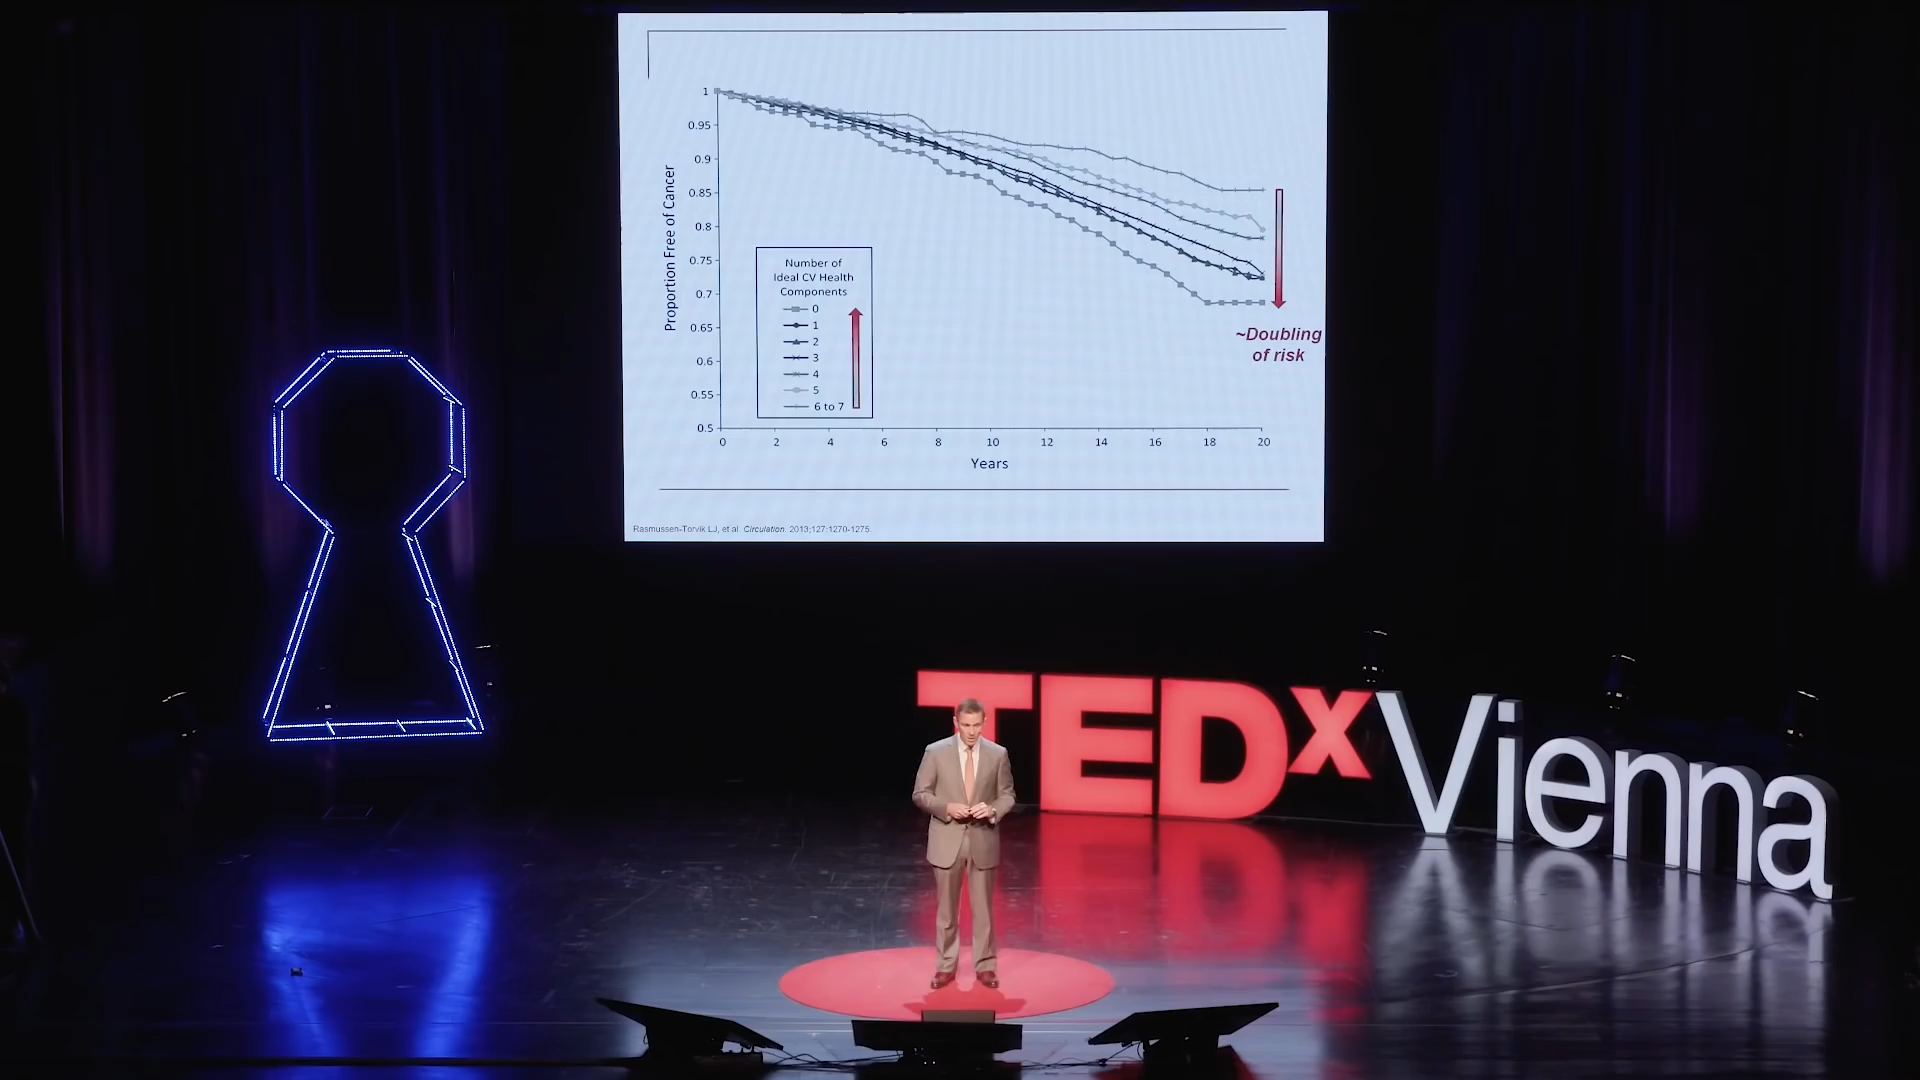 1
0.95
0.9
0.85
0.8
0.75
0.7
0.65
0.6
0.55
0.5
Proportion Free of Cancer
Number of
Ideal CV Health
Components
0
1
2
3
4
5
6 to 7
0 2 4 6 8 10 12 14 16 18 20
Years
~Doubling
of risk
Rasmussen-Torvik LJ, et al. Circulation. 2013;127:1270-1275.
TEDxVienna